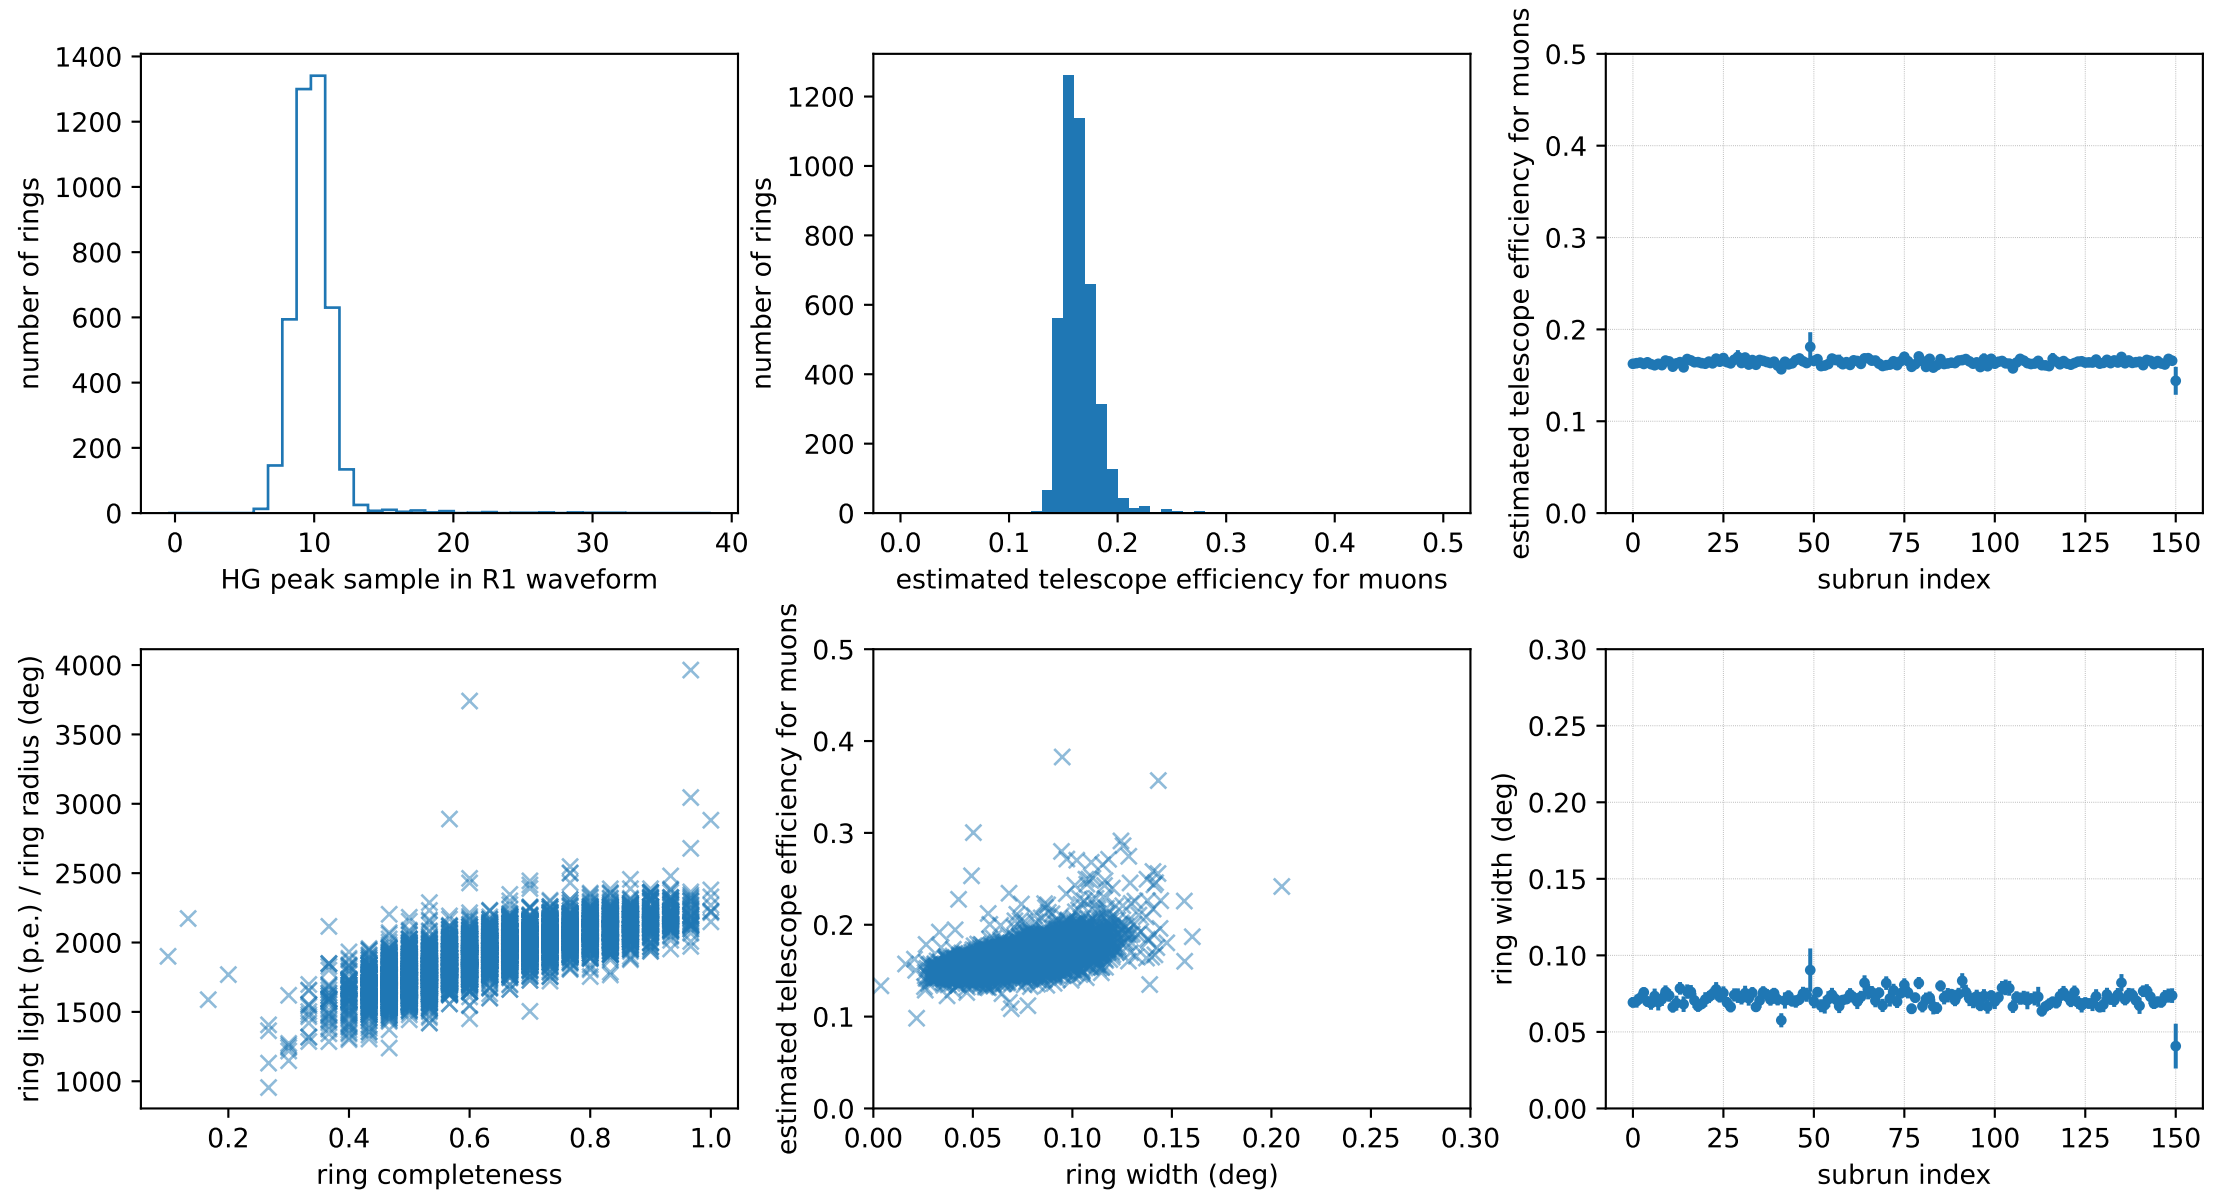 1400
1200
1000
800
600
400
200
0
number of rings
0 10 20 30 40
HG peak sample in R1 waveform
1200
1000
800
600
400
200
0
number of rings
0.0 0.1 0.2 0.3 0.4 0.5
estimated telescope efficiency for muons
0.5
0.4
0.3
0.2
0.1
0.0
estimated telescope efficiency for muons
0 25 50 75 100 125 150
subrun index
4000
3500
3000
2500
2000
1500
1000
ring light (p.e.) / ring radius (deg)
0.2 0.4 0.6 0.8 1.0
ring completeness
0.5
0.4
0.3
0.2
0.1
0.0
estimated telescope efficiency for muons
0.00 0.05 0.10 0.15 0.20 0.25 0.30
ring width (deg)
0.30
0.25
0.20
0.15
0.10
0.05
0.00
ring width (deg)
0 25 50 75 100 125 150
subrun index